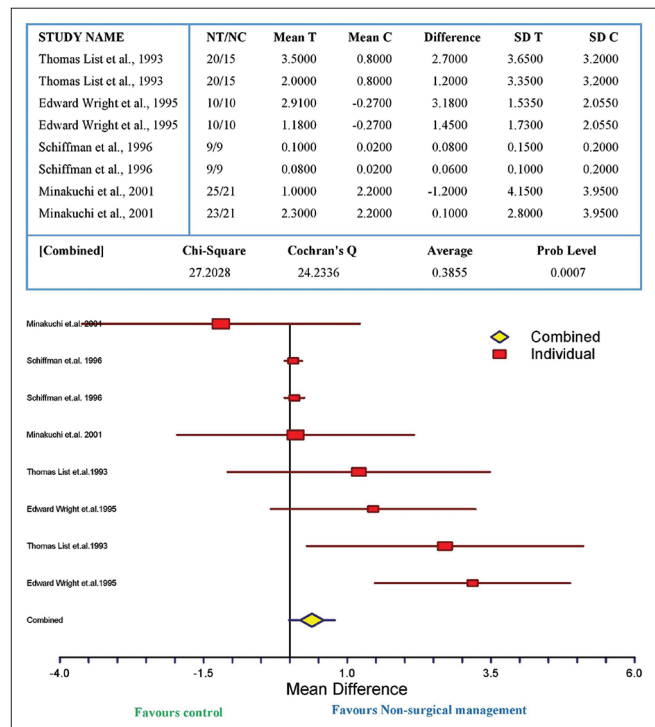 STUDY NAME NT/NC Mean T Mean C Difference SD T SD C
Thomas List et al., 1993 20/15 3.5000 0.8000 2.7000 3.6500 3.2000
Thomas List et al., 1993 20/15 2.0000 0.8000 1.2000 3.3500 3.2000
Edward Wright et al., 1995 10/10 2.9100 -0.2700 3.1800 1.5350 2.0550
Edward Wright et al., 1995 10/10 1.1800 -0.2700 1.4500 1.7300 2.0550
Schiffman et al., 1996 9/9 0.1000 0.0200 0.0800 0.1500 0.2000
Schiffman et al., 1996 9/9 0.0800 0.0200 0.0600 0.1000 0.2000
Minakuchi et al., 2001 25/21 1.0000 2.2000 -1.2000 4.1500 3.9500
Minakuchi et al., 2001 23/21 2.3000 2.2000 0.1000 2.8000 3.9500
[Combined] Chi-Square Cochran's Q Average Prob Level
27.2028 24.2336 0.3855 0.0007
Minakuchi et.al. 2001
Combined
Individual
Schiffman et.al. 1996
Schiffman et.al. 1996
Minakuchi et.al. 2001
Thomas List et.al.1993
Edward Wright et.al.1995
Thomas List et.al.1993
Edward Wright et.al.1995
Combined
-4.0 -1.5 1.0 3.5 6.0
Mean Difference
Favours control Favours Non-surgical management